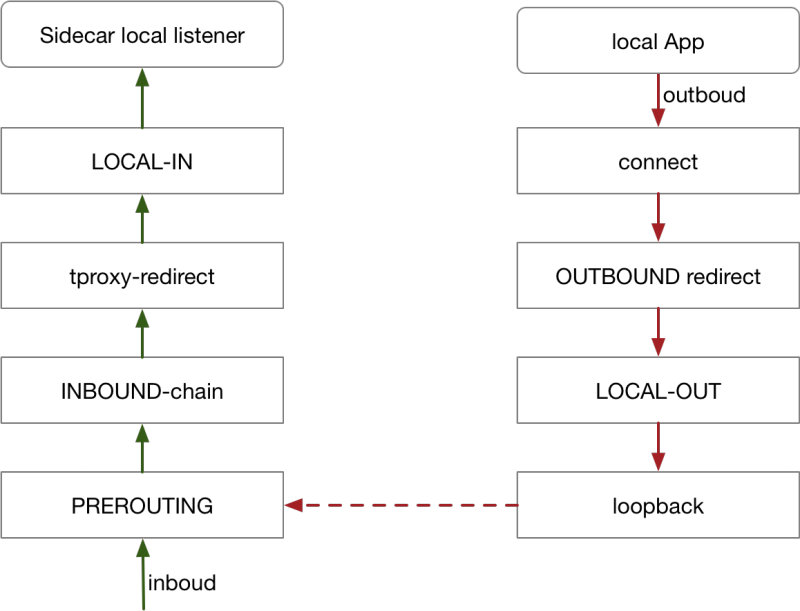 Sidecar local listener
LOCAL-IN
tproxy-redirect
INBOUND-chain
PREROUTING
inboud
local App
outboud
connect
OUTBOUND redirect
LOCAL-OUT
loopback